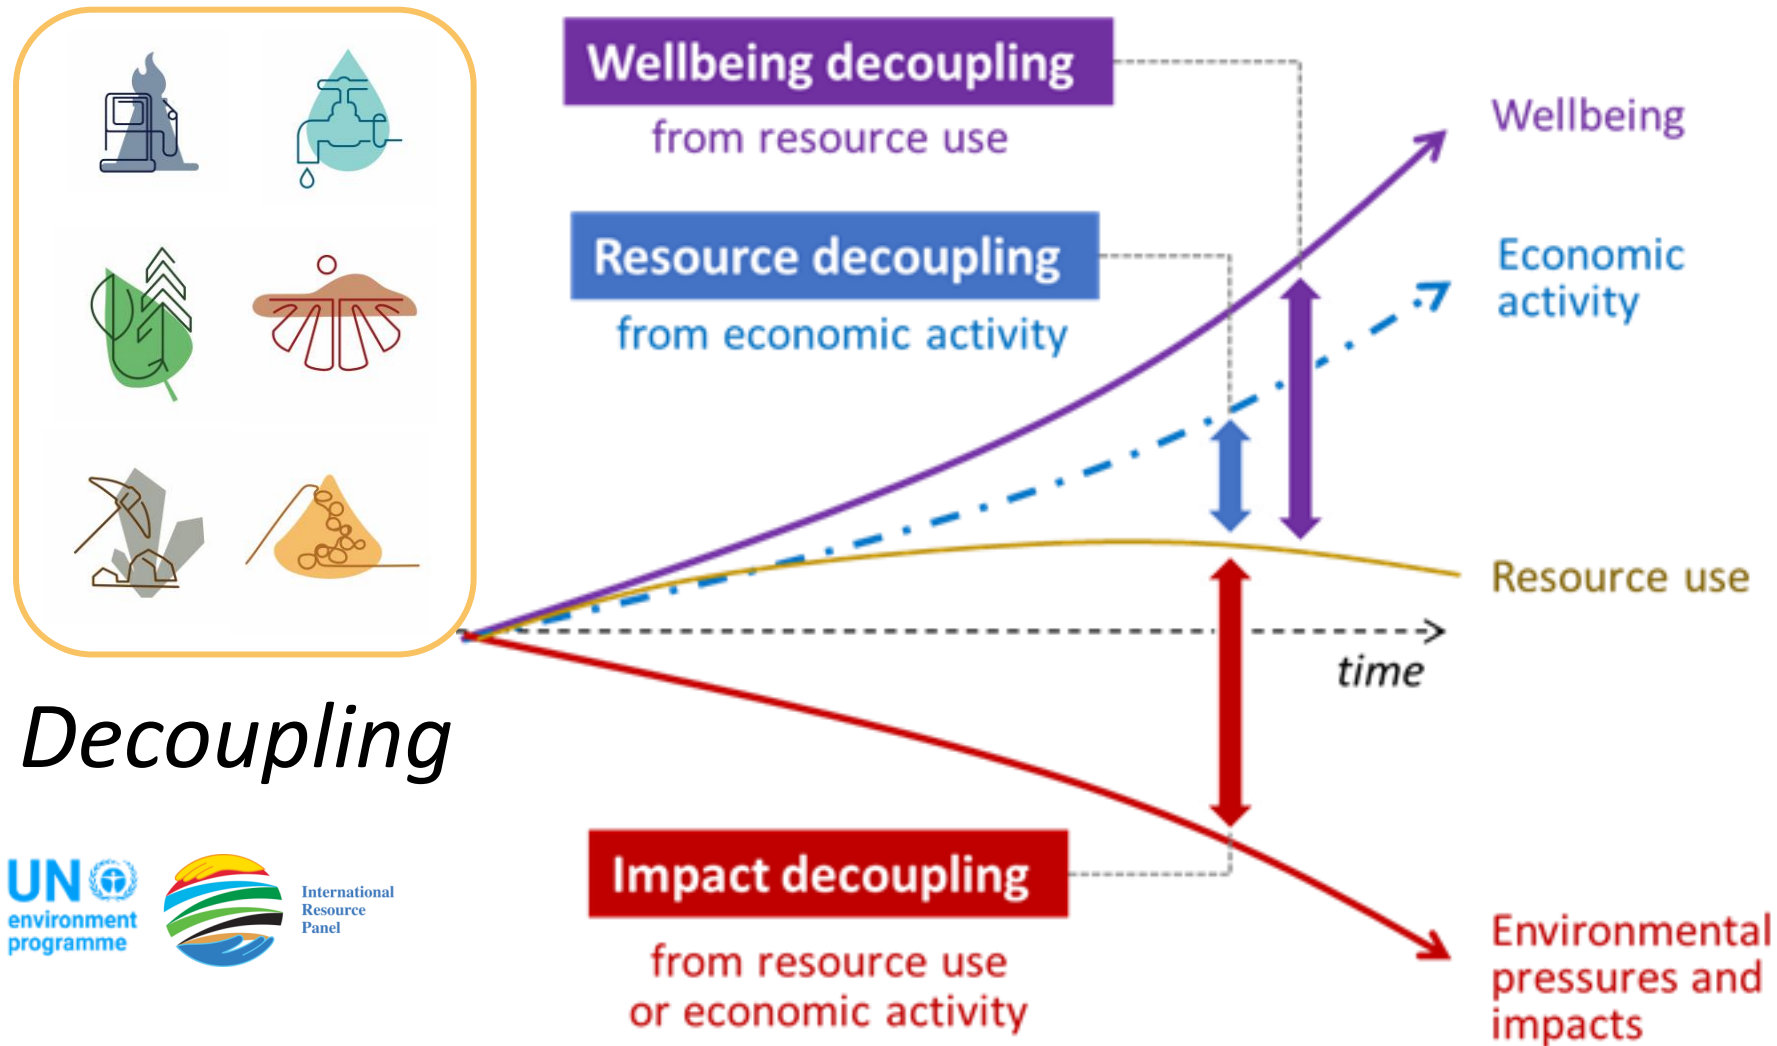 Wellbeing decoupling
from resource use
Wellbeing
Resource decoupling
from economic activity
Economic
activity
Resource use
time
Decoupling
Impact decoupling
from resource use
or economic activity
Environmental
pressures and
impacts
UN
environment
programme
International
Resource
Panel